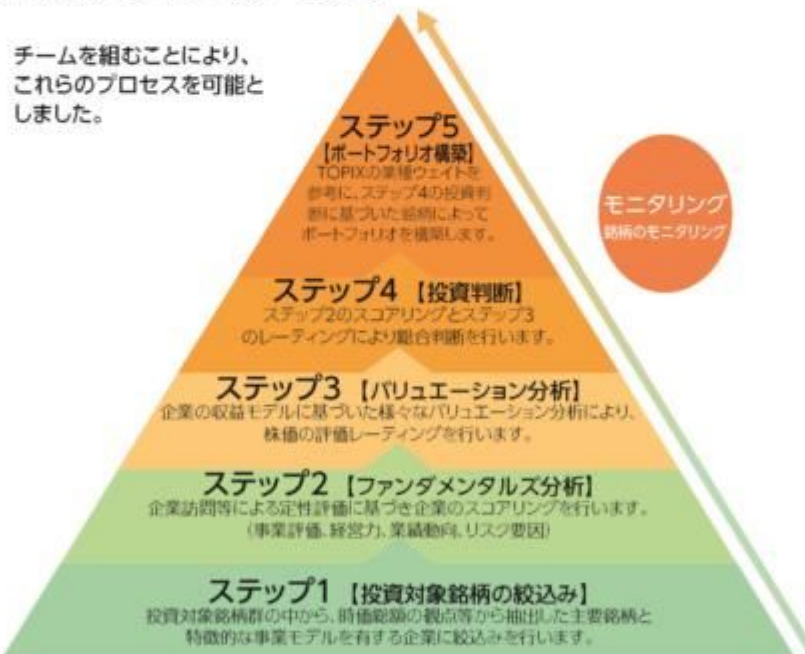 チームを組むことにより、
これらのプロセスを可能と
しました。
ステップ5
【ポートフォリオ構築】
TOPIXの業種ウェイトを
参考に、ステップ4の投資判
断に基づいた銘柄によって
ポートフォリオを構築します。
モニタリング
銘柄のモニタリング
ステップ4 【投資判断】
ステップ2のスコアリングとステップ3
のレーティングにより総合判断を行います。
ステップ3 【バリュエーション分析】
企業の収益モデルに基づいた様々なバリュエーション分析により、
株価の評価レーティングを行います。
ステップ2 【ファンダメンタルズ分析】
企業訪問等による定性評価に基づき企業のスコアリングを行います。
(事業評価、経営力、業績動向、リスク要因)
ステップ1 【投資対象銘柄の絞込み】
投資対象銘柄群の中から、時価総額の観点等から抽出した主要銘柄と
特徴的な事業モデルを有する企業に絞込みを行います。